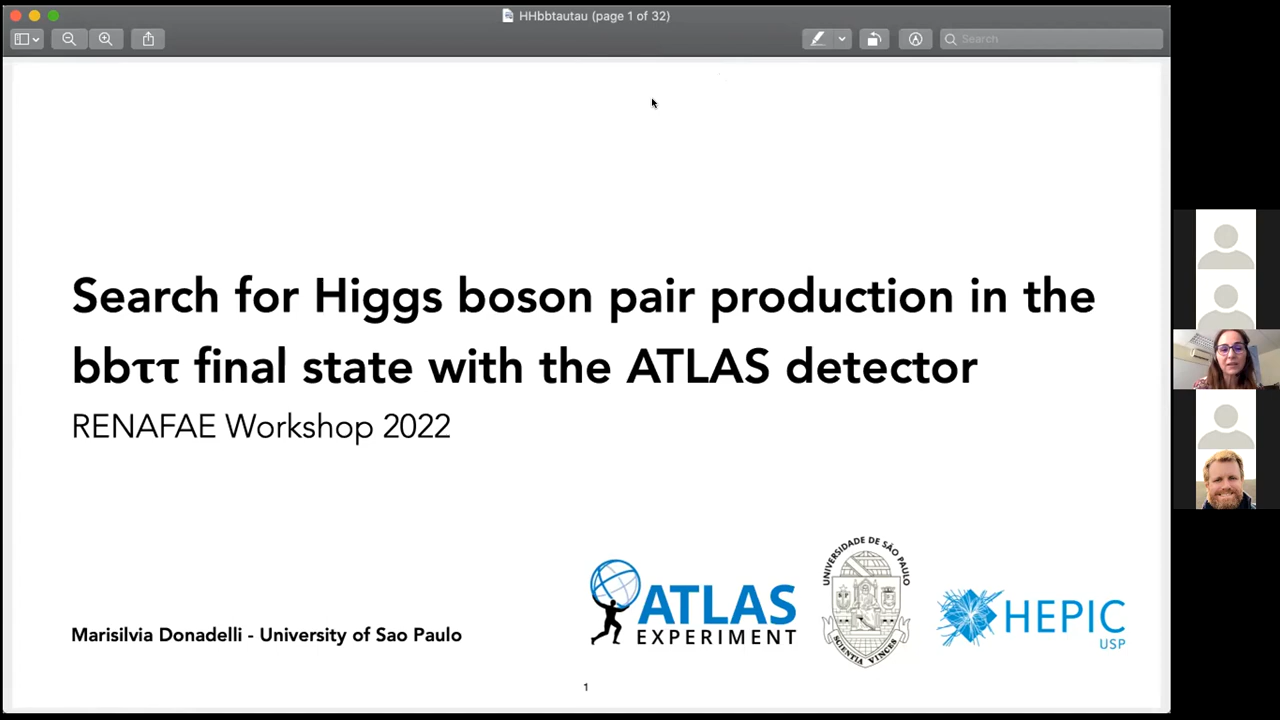 HHbbtautau (page 1 of 32)
Search
Search for Higgs boson pair production in the
bbττ final state with the ATLAS detector
RENAFAE Workshop 2022
Marisilvia Donadelli - University of Sao Paulo
ATLAS
EXPERIMENT
UNIVERSIDADE DE SÃO PAULO
SCIENTIA VINCES
HEPIC
USP
1